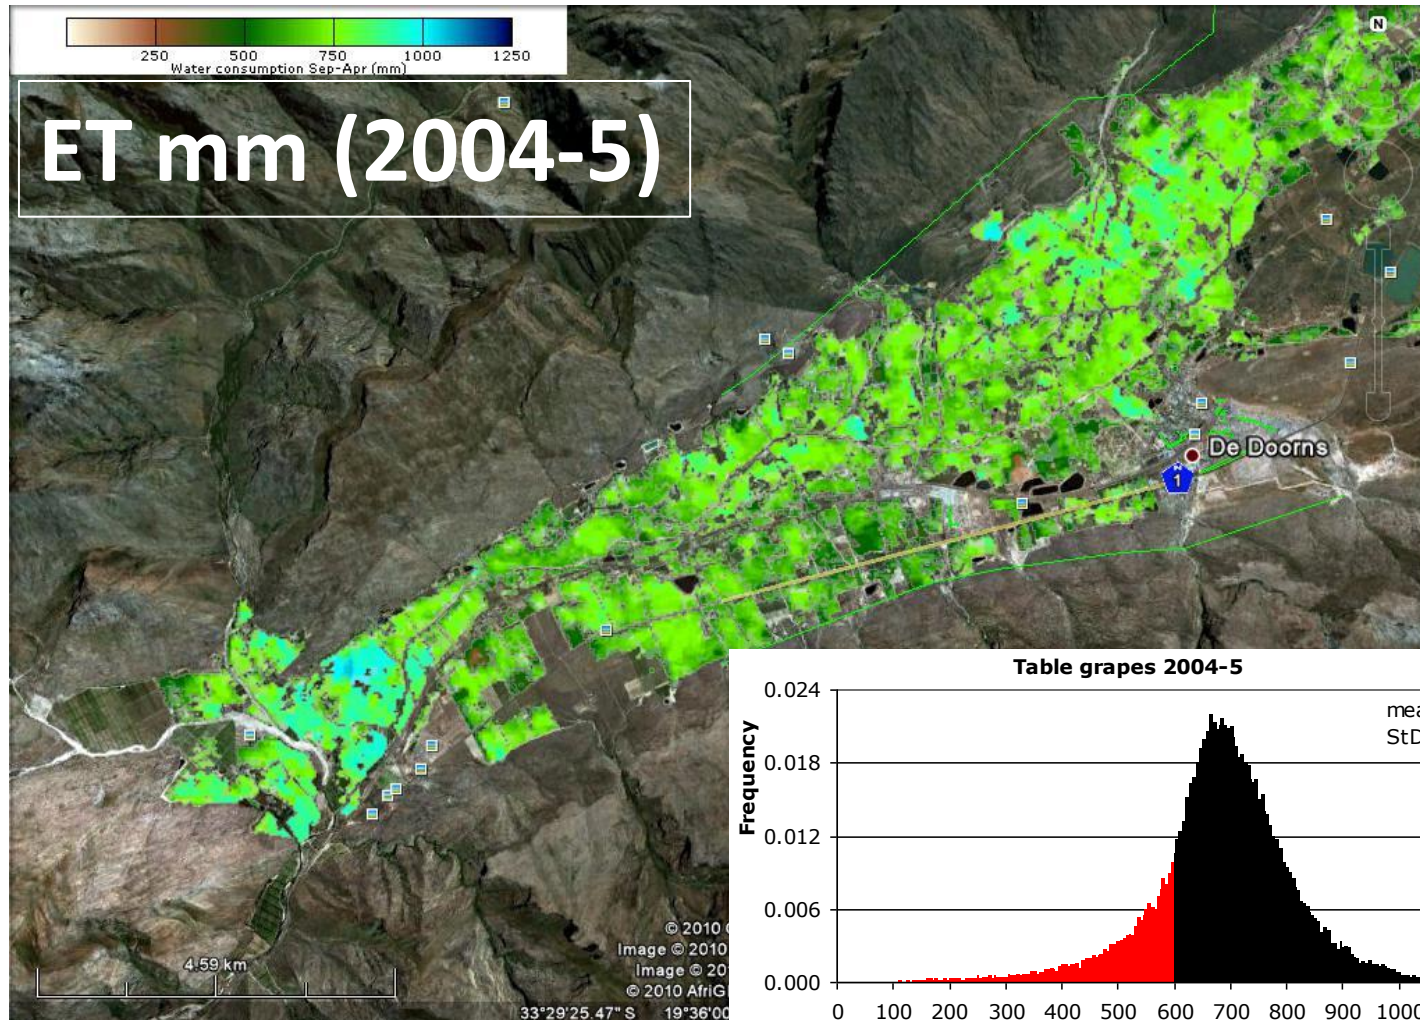 250 500 750 1000 1250
Water consumption Sep-Apr (mm)
N
ET mm (2004-5)
De Doorns
1
Table grapes 2004-5
0.024
0.018
0.012
0.006
0.000
Frequency
0 100 200 300 400 500 600 700 800 900 1000
4.59 km
© 2010
Image © 2010
Image © 20
© 2010 AfriG
33°29'25.47" S 19°36'00